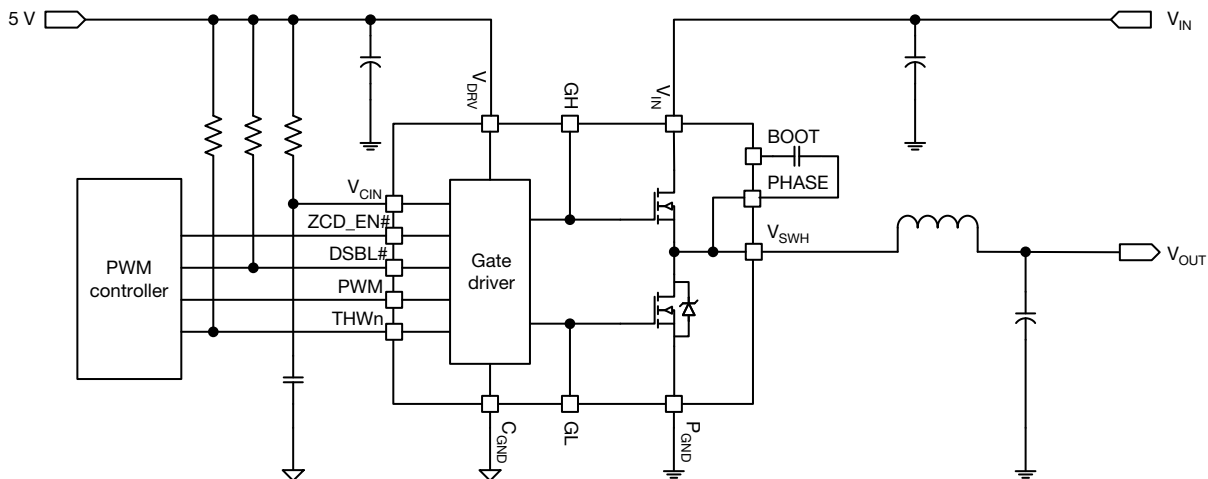 5 V
V_IN
V_DRV
GH
V_IN
BOOT
PHASE
V_CIN
ZCD_EN#
DSBL#
PWM
THWn
PWM
controller
Gate
driver
V_SWH
V_OUT
C_GND
GL
P_GND